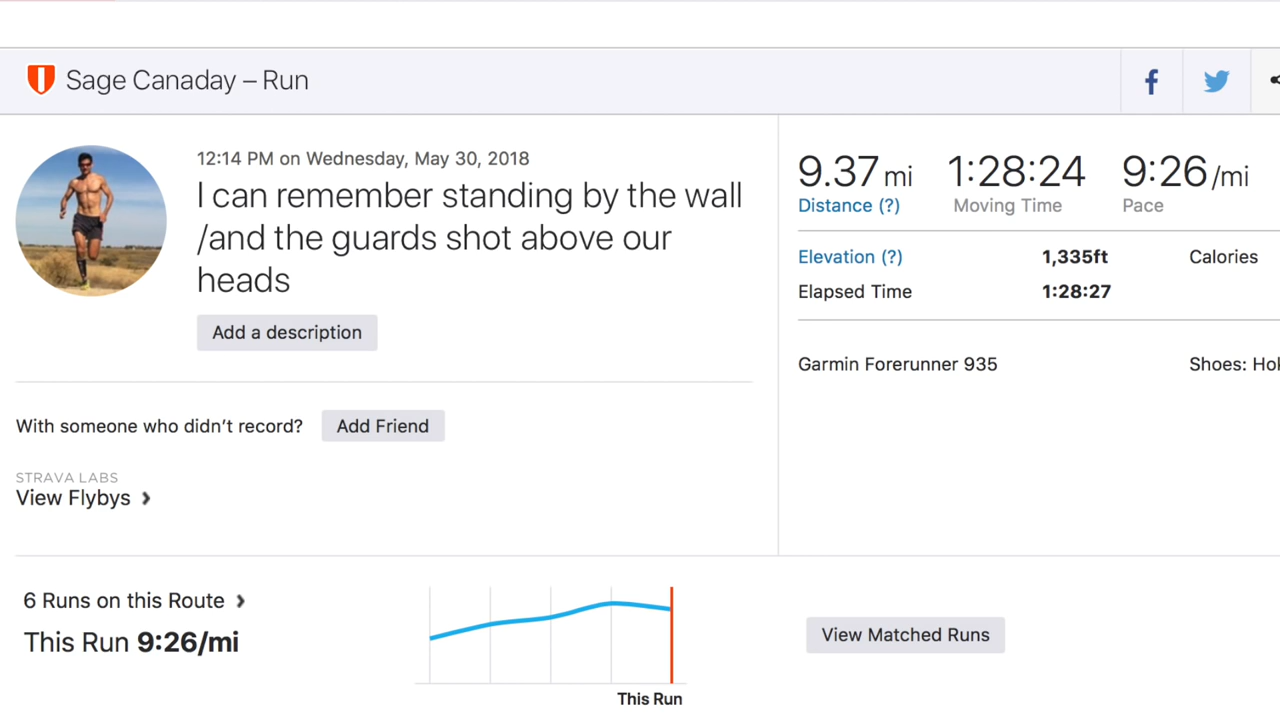 Sage Canaday – Run
12:14 PM on Wednesday, May 30, 2018
I can remember standing by the wall
/and the guards shot above our
heads
Add a description
With someone who didn’t record?
Add Friend
STRAVA LABS
View Flybys
9.37 mi
Distance (?)
1:28:24
Moving Time
9:26/mi
Pace
Elevation (?)
1,335ft
Calories
Elapsed Time
1:28:27
Garmin Forerunner 935
Shoes:
6 Runs on this Route
This Run 9:26/mi
This Run
View Matched Runs